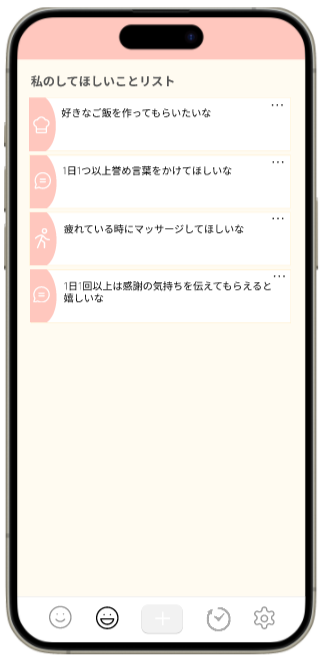 私のしてほしいことリスト
好きなご飯を作ってもらいたいな
1日1つ以上誉め言葉をかけてほしいな
疲れている時にマッサージしてほしいな
1日1回以上は感謝の気持ちを伝えてもらえると
嬉しいな